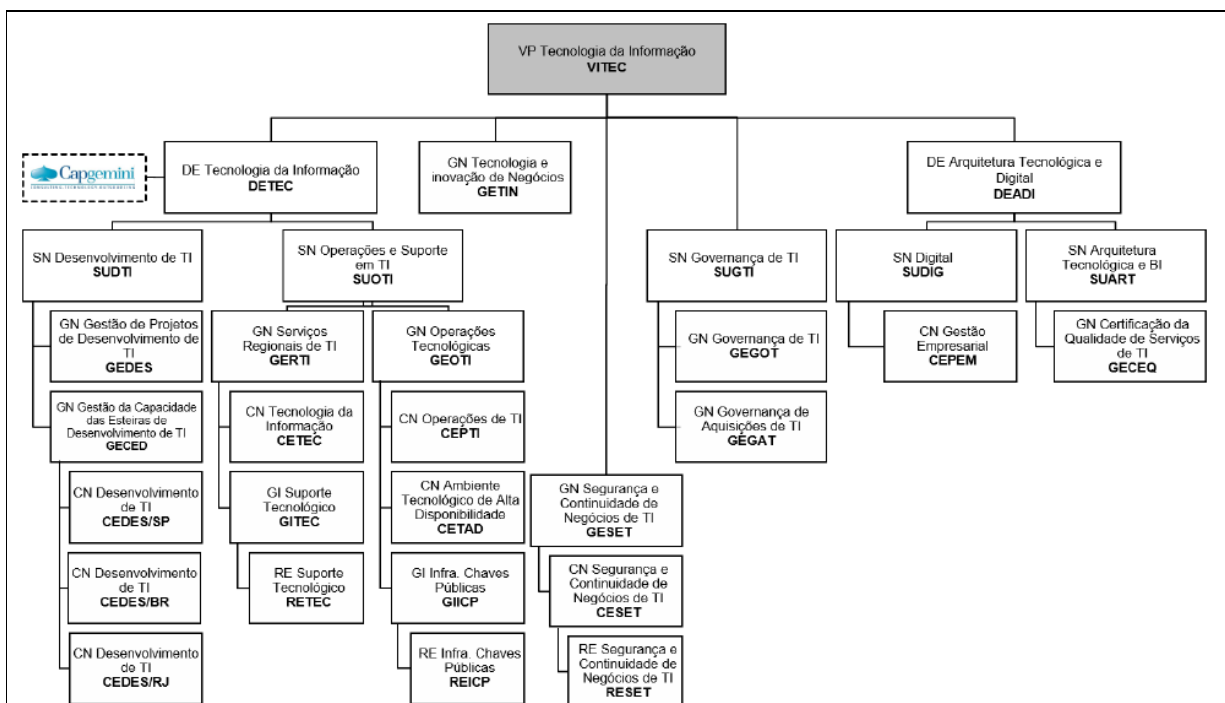 VP Tecnologia da Informação
VITEC
Capgemini
CONSULTING. TECHNOLOGY. OUTSOURCING
DE Tecnologia da Informação
DETEC
GN Tecnologia e
inovação de Negócios
GETIN
DE Arquitetura Tecnológica e
Digital
DEADI
SN Desenvolvimento de TI
SUDTI
SN Operações e Suporte
em TI
SUOTI
SN Governança de TI
SUGTI
SN Digital
SUDIG
SN Arquitetura
Tecnológica e BI
SUART
GN Gestão de Projetos
de Desenvolvimento de
TI
GEDES
GN Serviços
Regionais de TI
GERTI
GN Operações
Tecnológicas
GEOTI
GN Governança de TI
GEGOT
CN Gestão
Empresarial
CEPEM
GN Certificação da
Qualidade de Serviços
de TI
GECEQ
GN Gestão da Capacidade
das Esteiras de
Desenvolvimento de TI
GECED
CN Tecnologia da
Informação
CETEC
CN Operações de TI
CEPTI
GN Governança de
Aquisições de TI
GEGAT
CN Desenvolvimento
de TI
CEDES/SP
GI Suporte
Tecnológico
GITEC
CN Ambiente
Tecnológico de Alta
Disponibilidade
CETAD
GN Segurança e
Continuidade de
Negócios de TI
GESET
CN Desenvolvimento
de TI
CEDES/BR
RE Suporte
Tecnológico
RETEC
GI Infra. Chaves
Públicas
GIICP
CN Segurança e
Continuidade de
Negócios de TI
CESET
CN Desenvolvimento
de TI
CEDES/RJ
RE Infra. Chaves
Públicas
REICP
RE Segurança e
Continuidade de
Negócios de TI
RESET